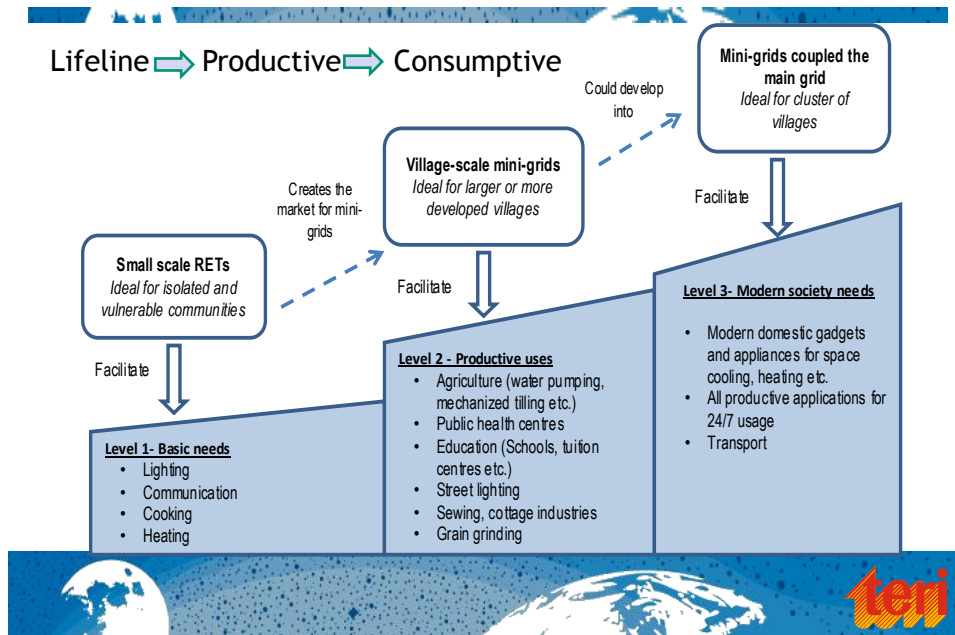 Lifeline Productive Consumptive
Mini-grids coupled the
main grid
Ideal for cluster of
villages
Could develop
into
Village-scale mini-grids
Ideal for larger or more
developed villages
Creates the
market for mini-
grids
Small scale RETs
Ideal for isolated and
vulnerable communities
Facilitate
Facilitate
Facilitate
Level 1- Basic needs
• Lighting
• Communication
• Cooking
• Heating
Level 2 - Productive uses
• Agriculture (water pumping,
mechanized tilling etc.)
• Public health centres
• Education (Schools, tuition
centres etc.)
• Street lighting
• Sewing, cottage industries
• Grain grinding
Level 3- Modern society needs
• Modern domestic gadgets
and appliances for space
cooling, heating etc.
• All productive applications for
24/7 usage
• Transport
teri